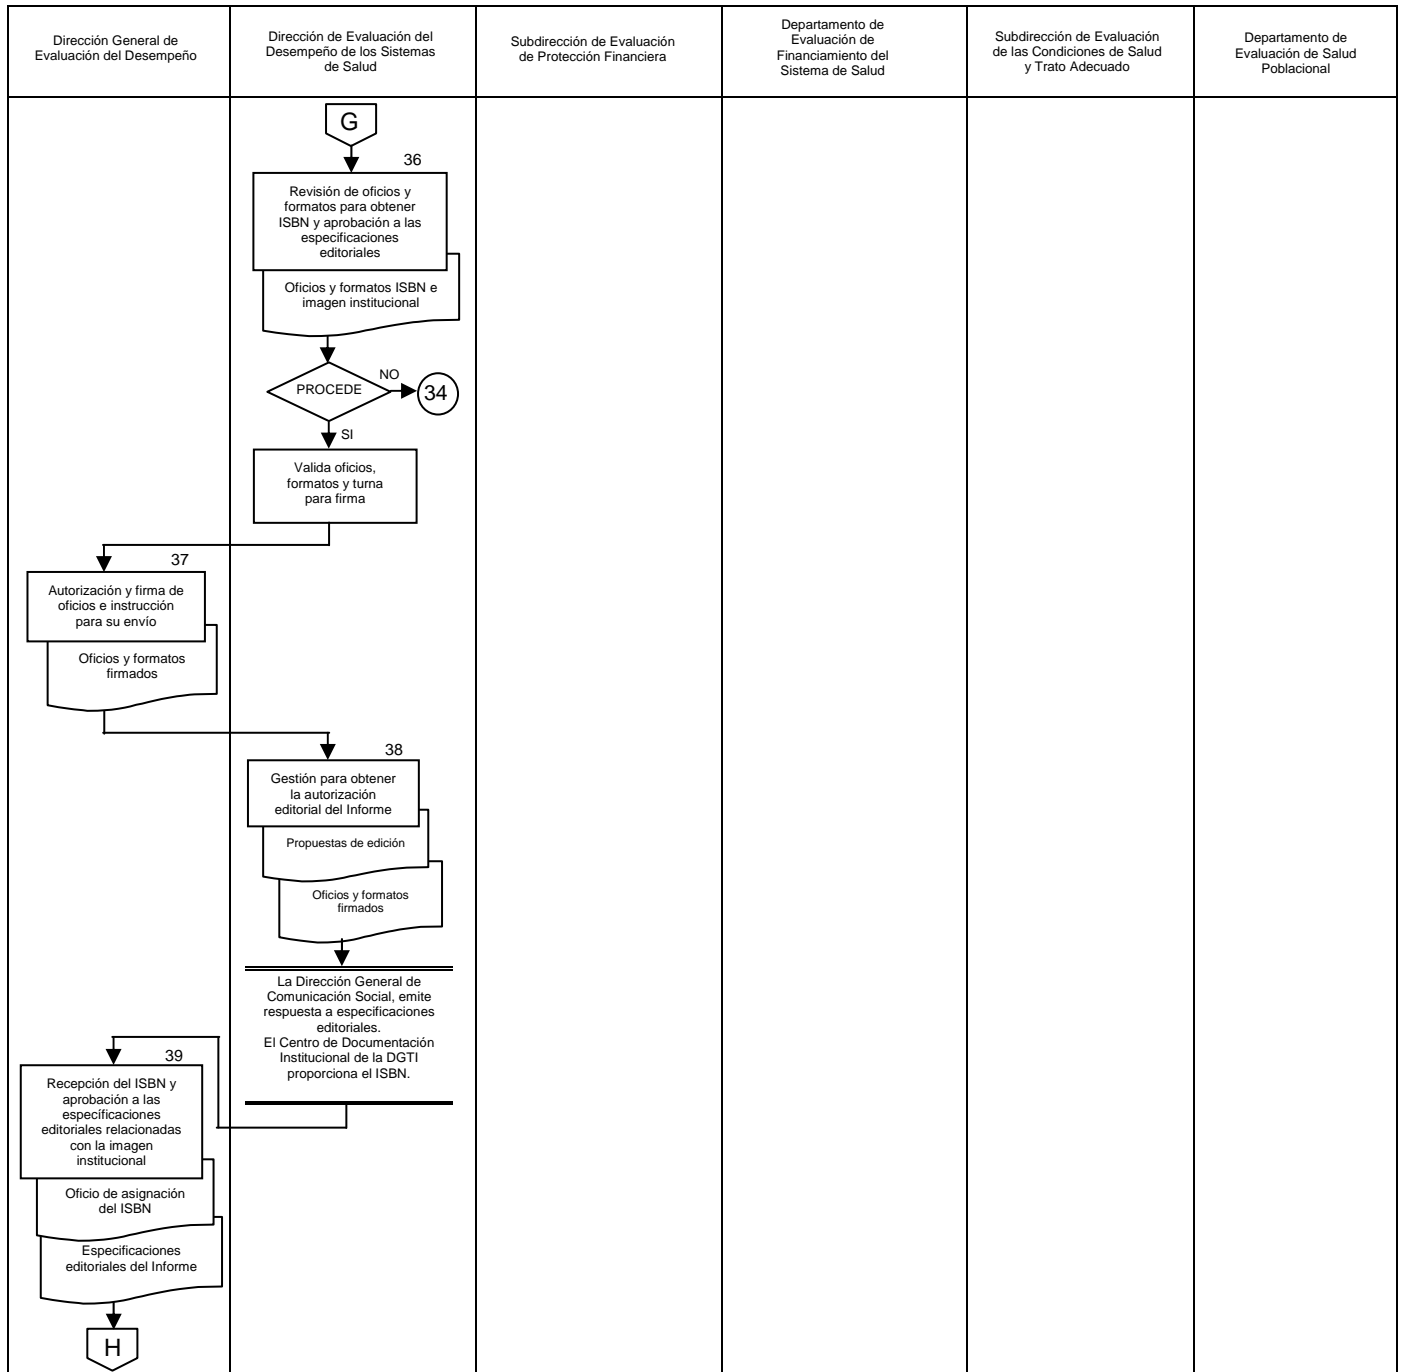 Dirección General de
Evaluación del Desempeño
Dirección de Evaluación del
Desempeño de los Sistemas
de Salud
Subdirección de Evaluación
de Protección Financiera
Departamento de
Evaluación de
Financiamiento del
Sistema de Salud
Subdirección de Evaluación
de las Condiciones de Salud
y Trato Adecuado
Departamento de
Evaluación de Salud
Poblacional
G
36
Revisión de oficios y
formatos para obtener
ISBN y aprobación a las
especificaciones
editoriales
Oficios y formatos ISBN e
imagen institucional
PROCEDE
NO
34
SI
Valida oficios,
formatos y turna
para firma
37
Autorización y firma de
oficios e instrucción
para su envío
Oficios y formatos
firmados
38
Gestión para obtener
la autorización
editorial del Informe
Propuestas de edición
Oficios y formatos
firmados
La Dirección General de
Comunicación Social, emite
respuesta a especificaciones
editoriales.
El Centro de Documentación
Institucional de la DGTI
proporciona el ISBN.
39
Recepción del ISBN y
aprobación a las
especificaciones
editoriales relacionadas
con la imagen
institucional
Oficio de asignación
del ISBN
Especificaciones
editoriales del Informe
H